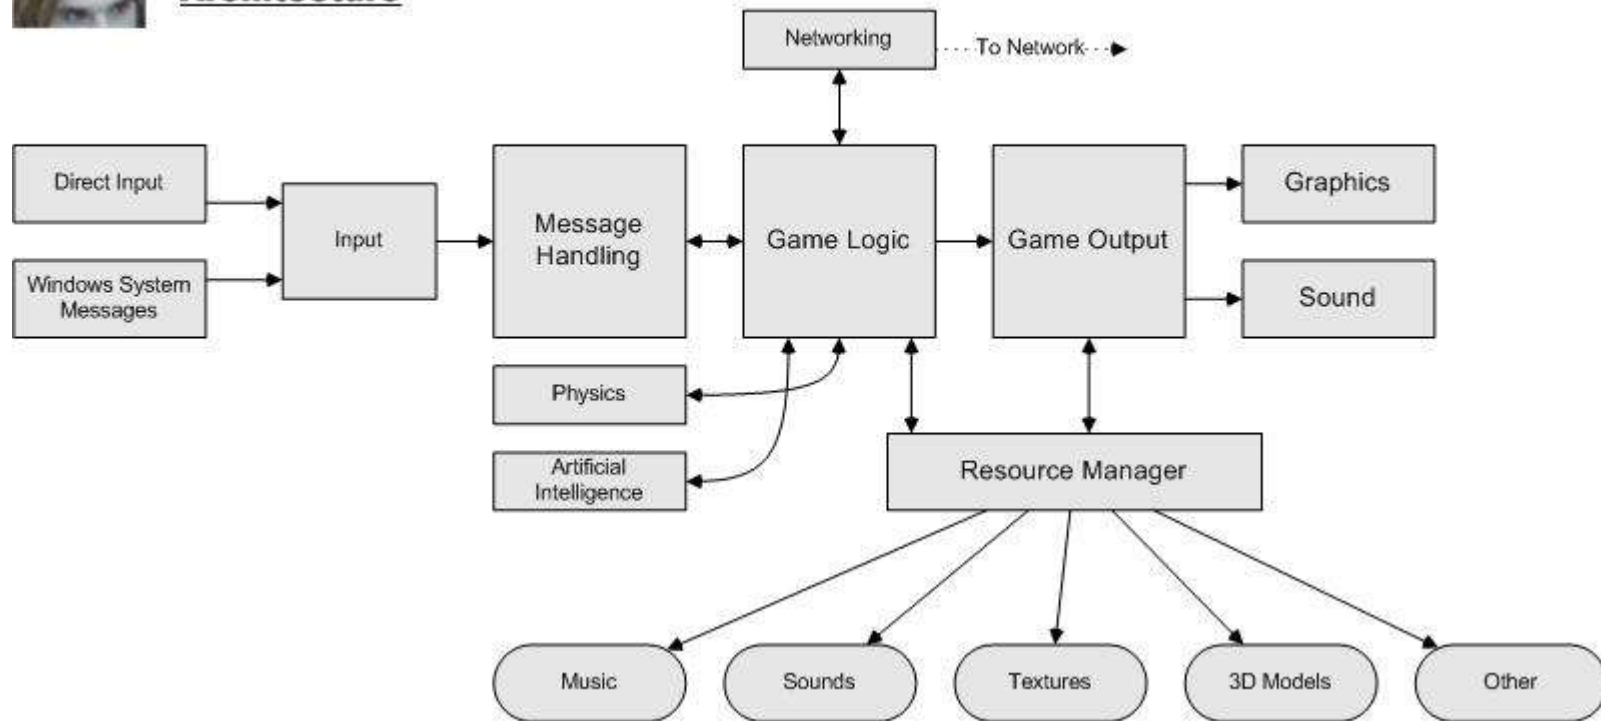 Architecture
Networking
To Network
Direct Input
Input
Message
Handling
Game Logic
Game Output
Graphics
Windows System
Messages
Sound
Physics
Artificial
Intelligence
Resource Manager
Music
Sounds
Textures
3D Models
Other